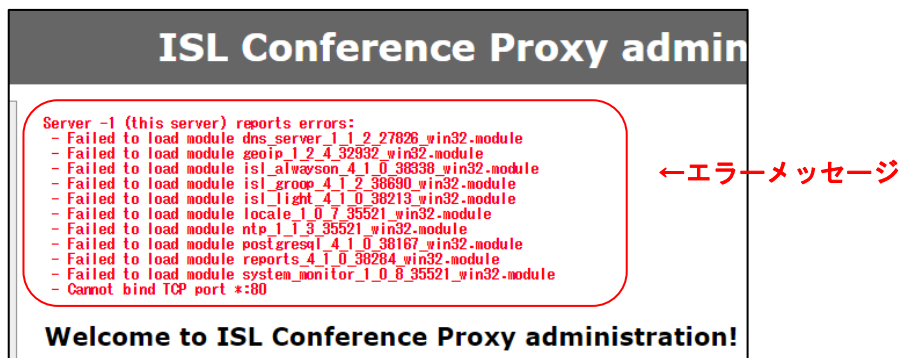 ISL Conference Proxy admin
Server -1 (this server) reports errors:
- Failed to load module dns_server_1_1_2_27826_win32.module
- Failed to load module geoip_1_2_4_32932_win32.module
- Failed to load module isl_alwayson_4_1_0_38338_win32.module
- Failed to load module isl_groop_4_1_2_38690_win32.module
- Failed to load module isl_light_4_1_0_38213_win32.module
- Failed to load module locale_1_0_7_35521_win32.module
- Failed to load module ntp_1_1_3_35521_win32.module
- Failed to load module postgresql_4_1_0_38167_win32.module
- Failed to load module reports_4_1_0_38284_win32.module
- Failed to load module system_monitor_1_0_8_35521_win32.module
- Cannot bind TCP port *:80
←エラーメッセージ
Welcome to ISL Conference Proxy administration!